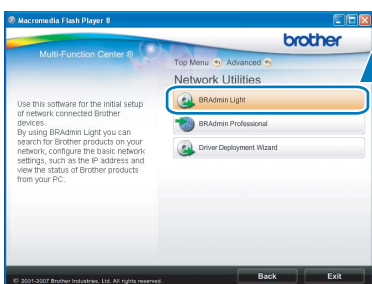 Macromedia Flash Player 8
brother
Multi-Function Center ®
Top Menu Advanced
Network Utilities
BRAdmin Light
BRAdmin Professional
Driver Deployment Wizard
Use this software for the initial setup
of network connected Brother
devices.
By using BRAdmin Light you can
search for Brother products on your
network, configure the basic network
settings, such as the IP address and
view the status of Brother products
from your PC.
© 2001-2007 Brother Industries, Ltd. All rights reserved.
Back
Exit